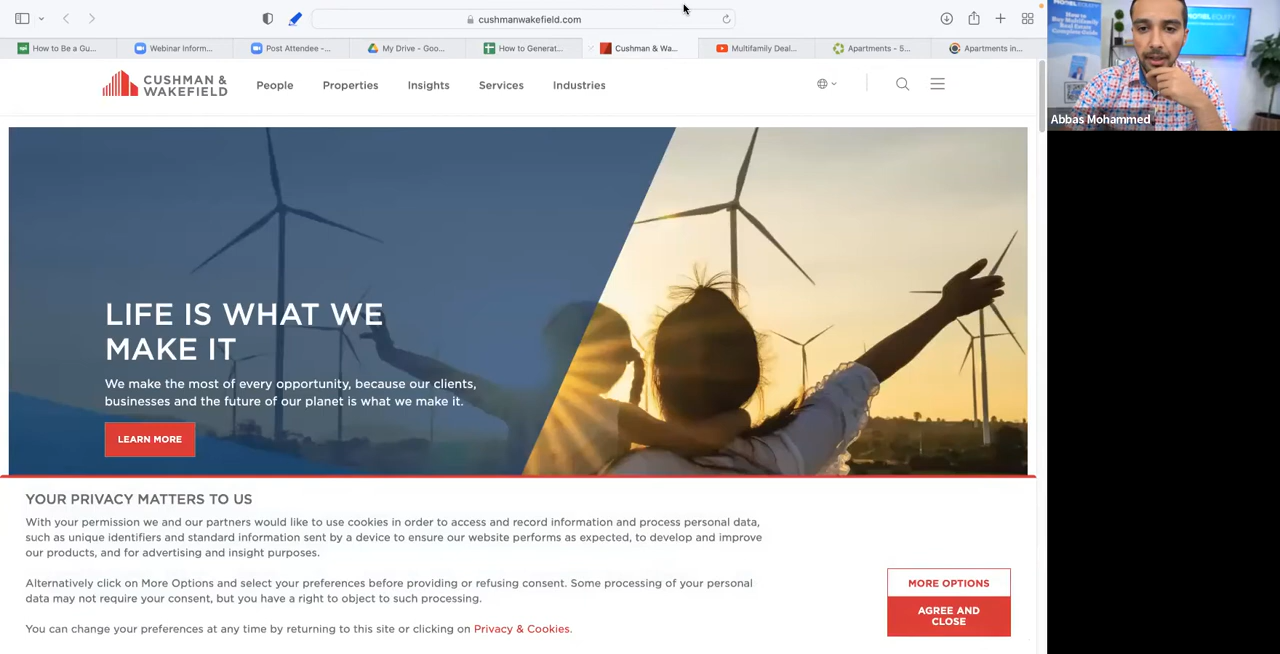 cushmanwakefield.com
How to Be a Gu...
Webinar Inform...
Post Attendee -...
My Drive - Goo...
How to Generat...
Cushman & Wa...
Multifamily Deal...
Apartments - 5...
Apartments in...
CUSHMAN &
WAKEFIELD
People
Properties
Insights
Services
Industries
LIFE IS WHAT WE
MAKE IT
We make the most of every opportunity, because our clients,
businesses and the future of our planet is what we make it.
LEARN MORE
YOUR PRIVACY MATTERS TO US
With your permission we and our partners would like to use cookies in order to access and record information and process personal data,
such as unique identifiers and standard information sent by a device to ensure our website performs as expected, to develop and improve
our products, and for advertising and insight purposes.
Alternatively click on More Options and select your preferences before providing or refusing consent. Some processing of your personal
data may not require your consent, but you have a right to object to such processing.
You can change your preferences at any time by returning to this site or clicking on Privacy & Cookies.
MORE OPTIONS
AGREE AND
CLOSE
Abbas Mohammed